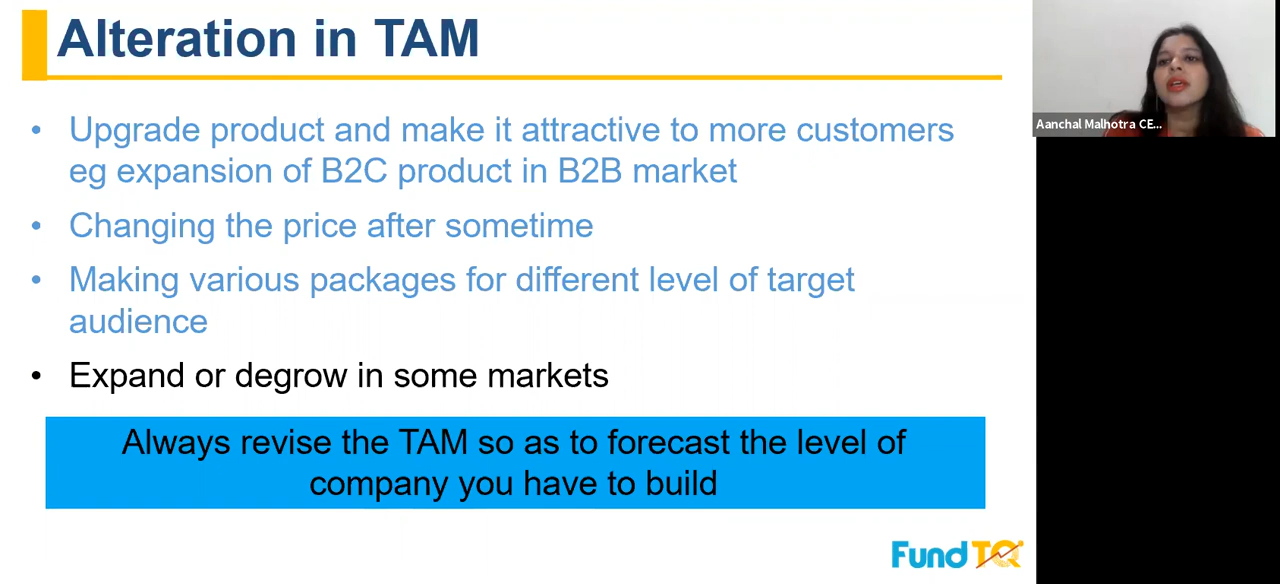 Alteration in TAM
• Upgrade product and make it attractive to more customers
eg expansion of B2C product in B2B market
• Changing the price after sometime
• Making various packages for different level of target
audience
• Expand or degrow in some markets
Always revise the TAM so as to forecast the level of
company you have to build
Fund TQ
Aanchal Malhotra CE...